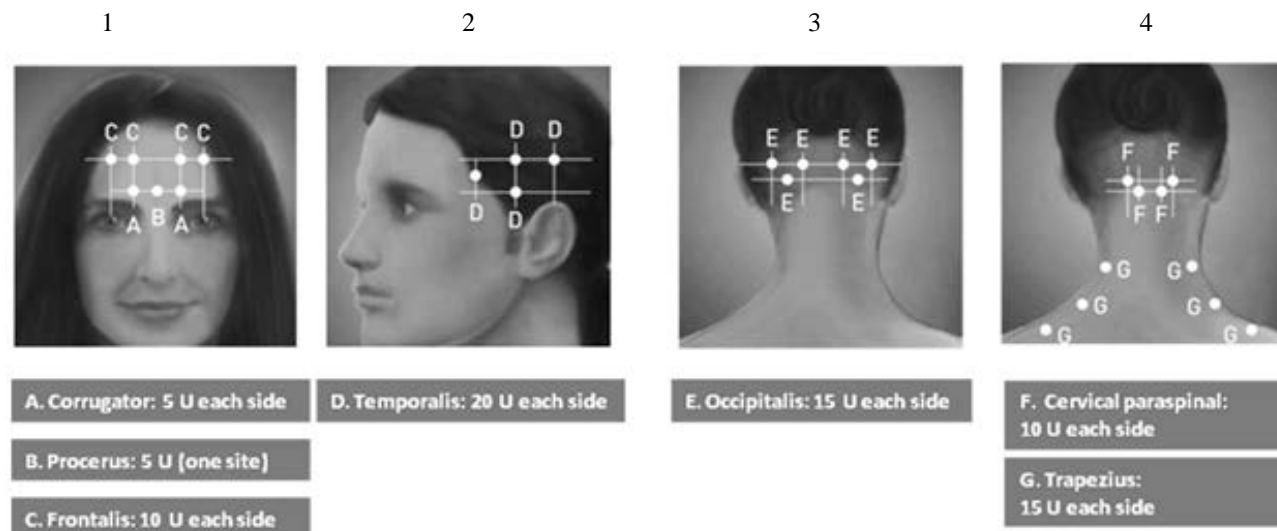 1 2 3 4
C C C C
A B A
D D
D D
E E E E
E E
F F
F F
G G
G G
G G
A. Corrugator: 5 U each side
B. Procerus: 5 U (one site)
C. Frontalis: 10 U each side
D. Temporalis: 20 U each side
E. Occipitalis: 15 U each side
F. Cervical paraspinal:
10 U each side
G. Trapezius:
15 U each side